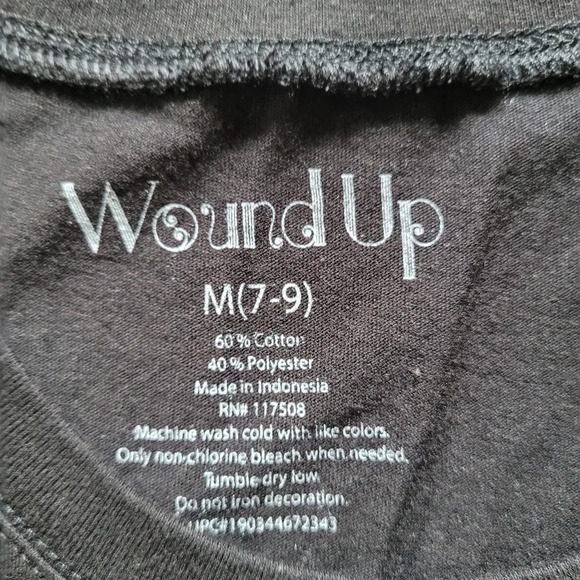 Wound Up
M(7-9)
60% Cotton
40% Polyester
Made in Indonesia
RN# 117508
Machine wash cold with like colors.
Only non-chlorine bleach when needed.
Tumble dry low.
Do not iron decoration.
UPC#190344672343